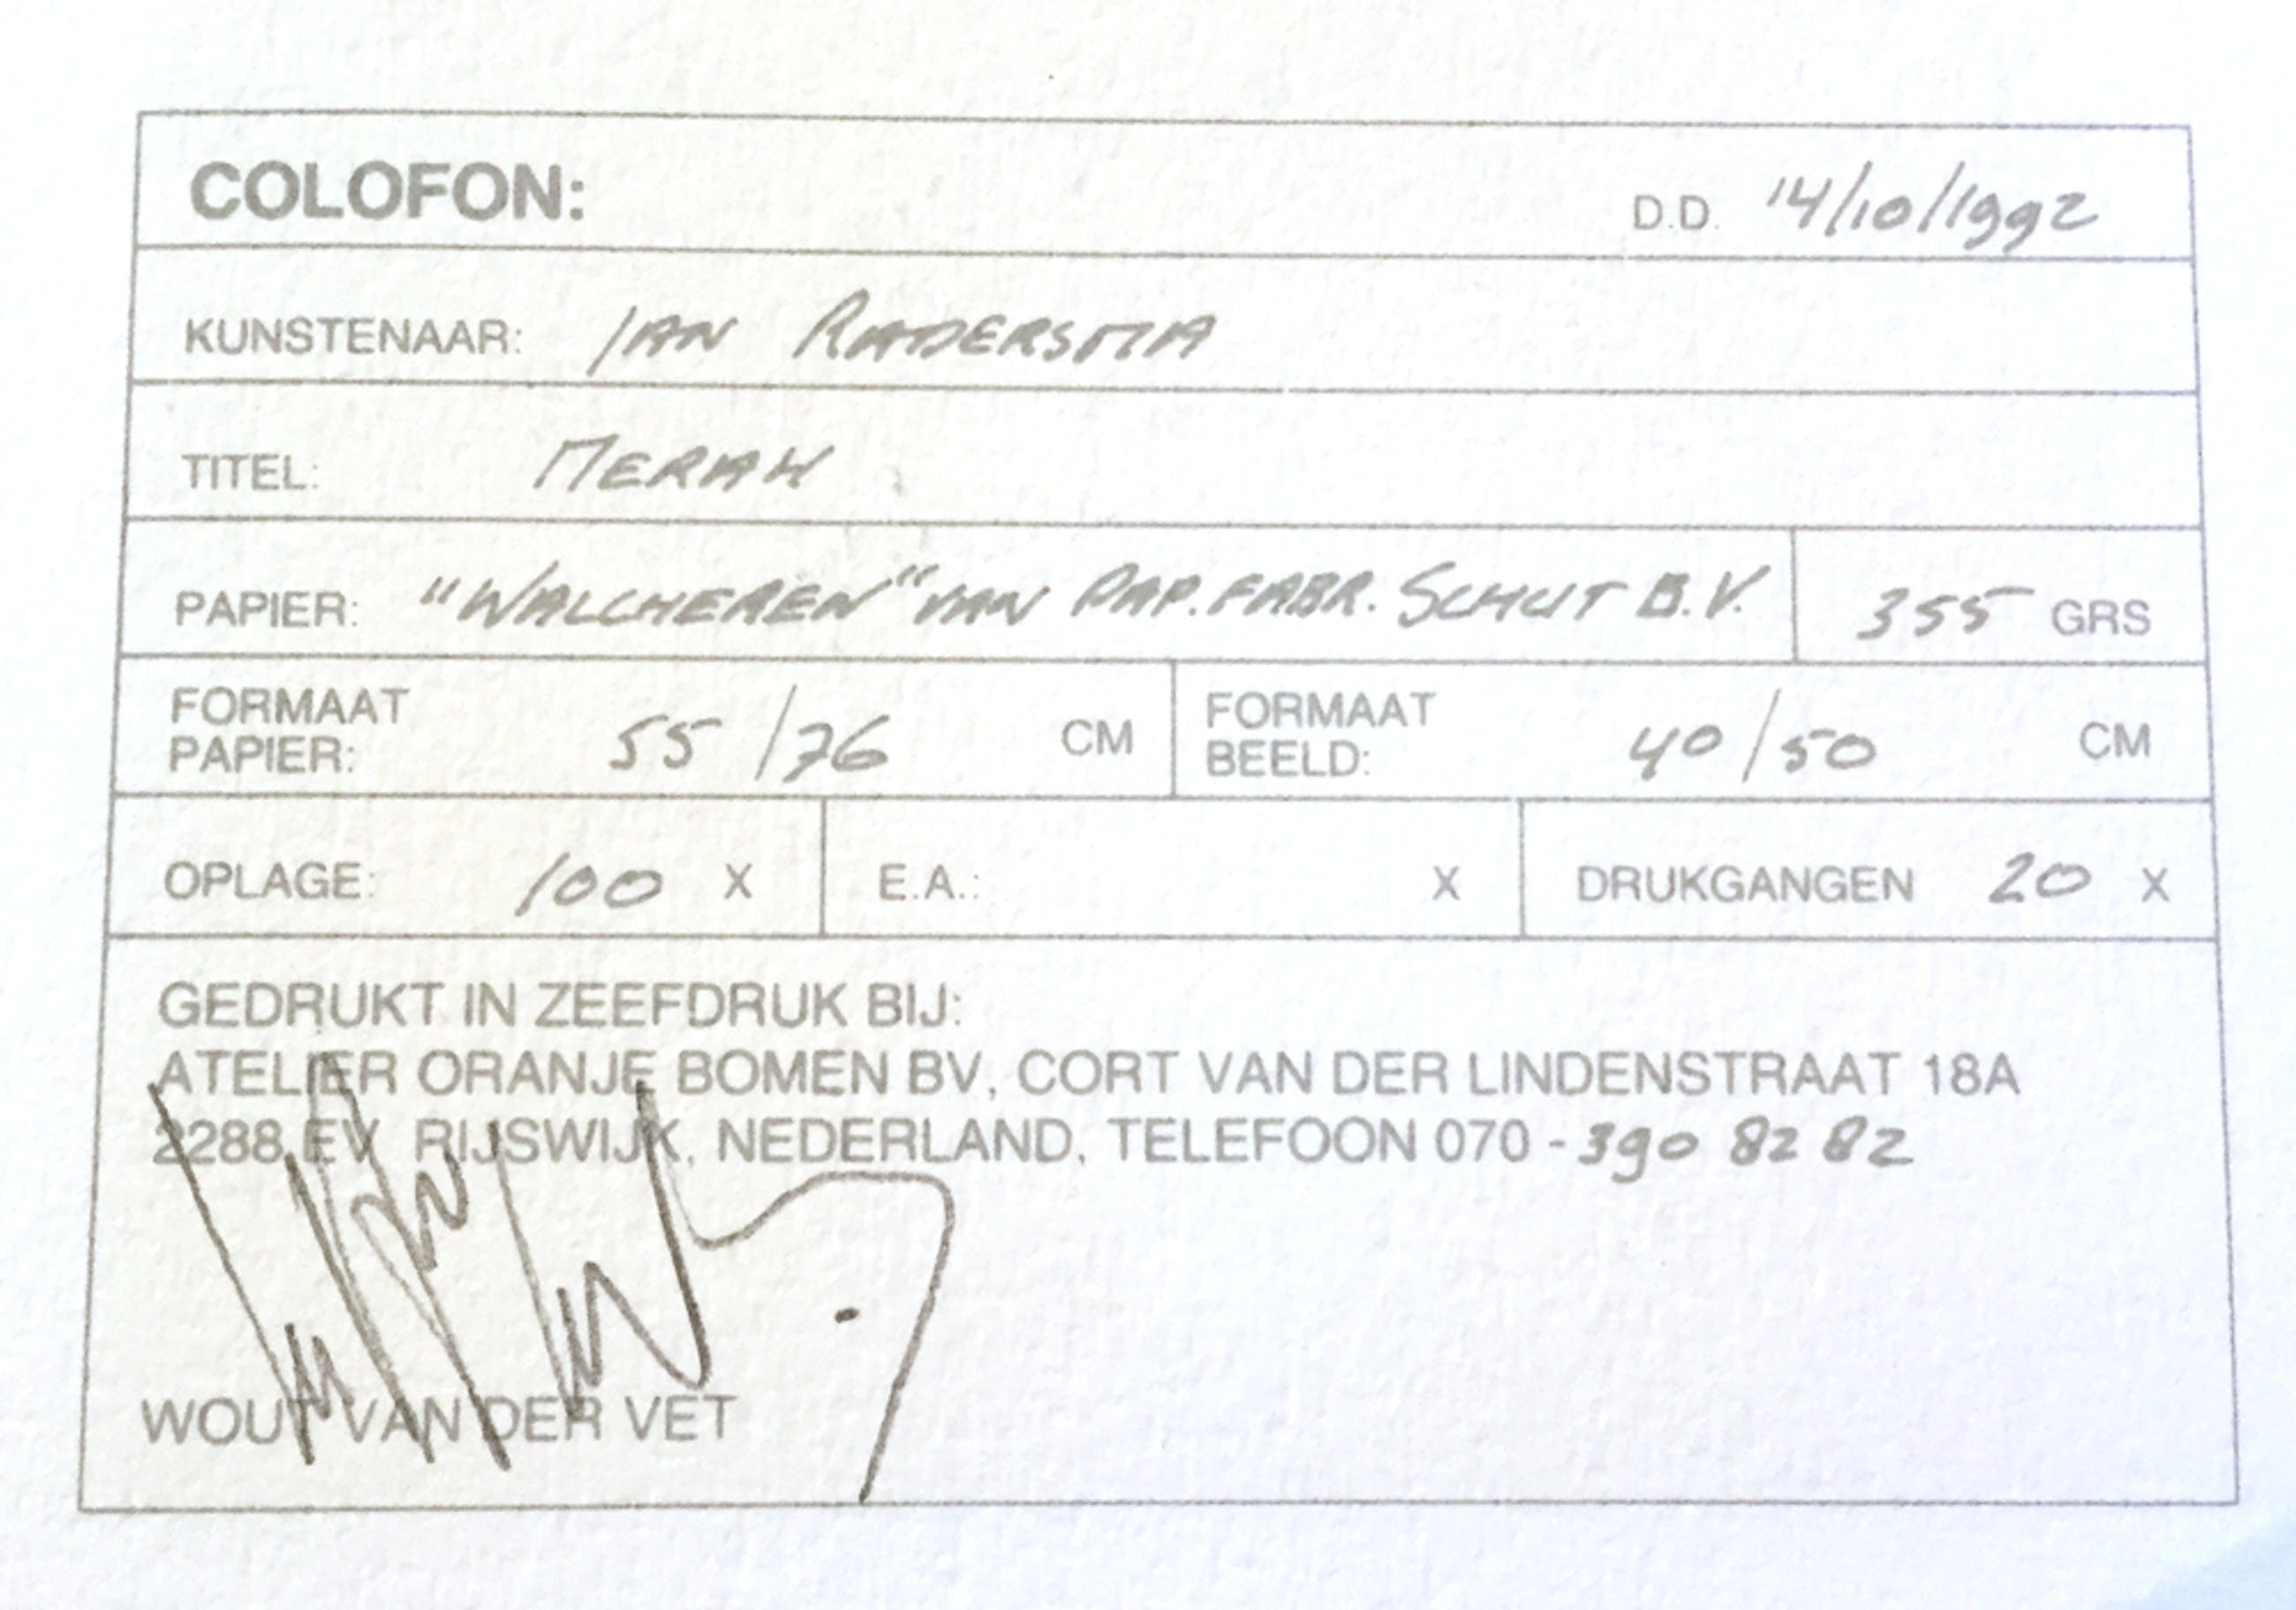 COLOFON: D.D. 14/10/1992
KUNSTENAAR: JAN RADERSMA
TITEL: MERAH
PAPIER: "WALCHEREN" VAN PAP. FABR. SCHUT B.V. 355 GRS
FORMAAT PAPIER: 55/76 CM FORMAAT BEELD: 40/50 CM
OPLAGE: 100 X E.A.: X DRUKGANGEN 20 X
GEDRUKT IN ZEEFDRUK BIJ:
ATELIER ORANJE BOMEN BV, CORT VAN DER LINDENSTRAAT 18A
2288 EV RIJSWIJK, NEDERLAND, TELEFOON 070 - 390 82 82
WOUT VAN DER VET